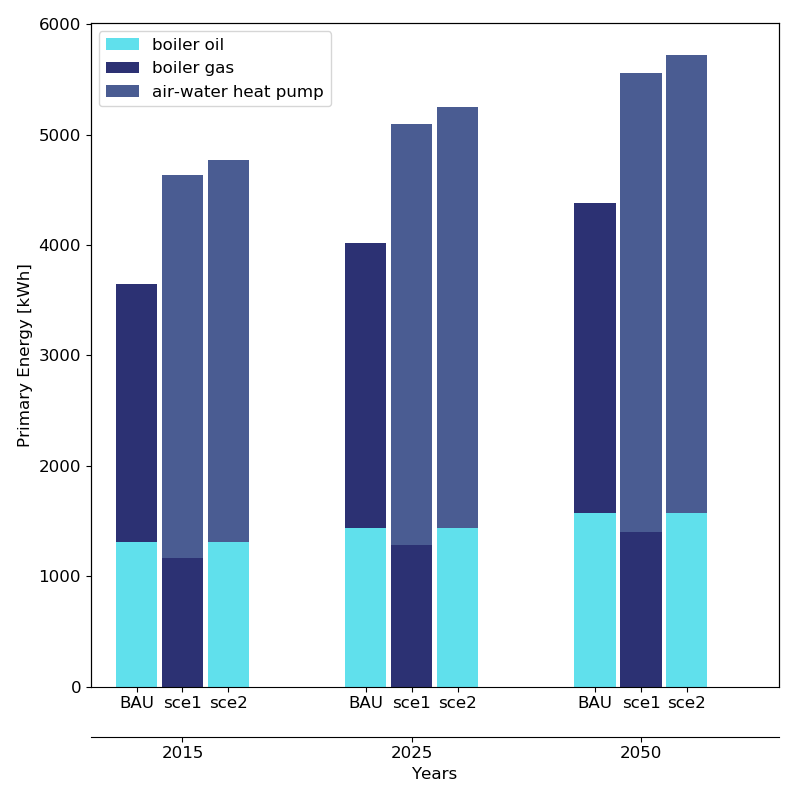 boiler oil
boiler gas
air-water heat pump
6000
5000
4000
3000
2000
1000
0
Primary Energy [kWh]
BAU sce1 sce2 BAU sce1 sce2 BAU sce1 sce2
2015 2025 2050
Years